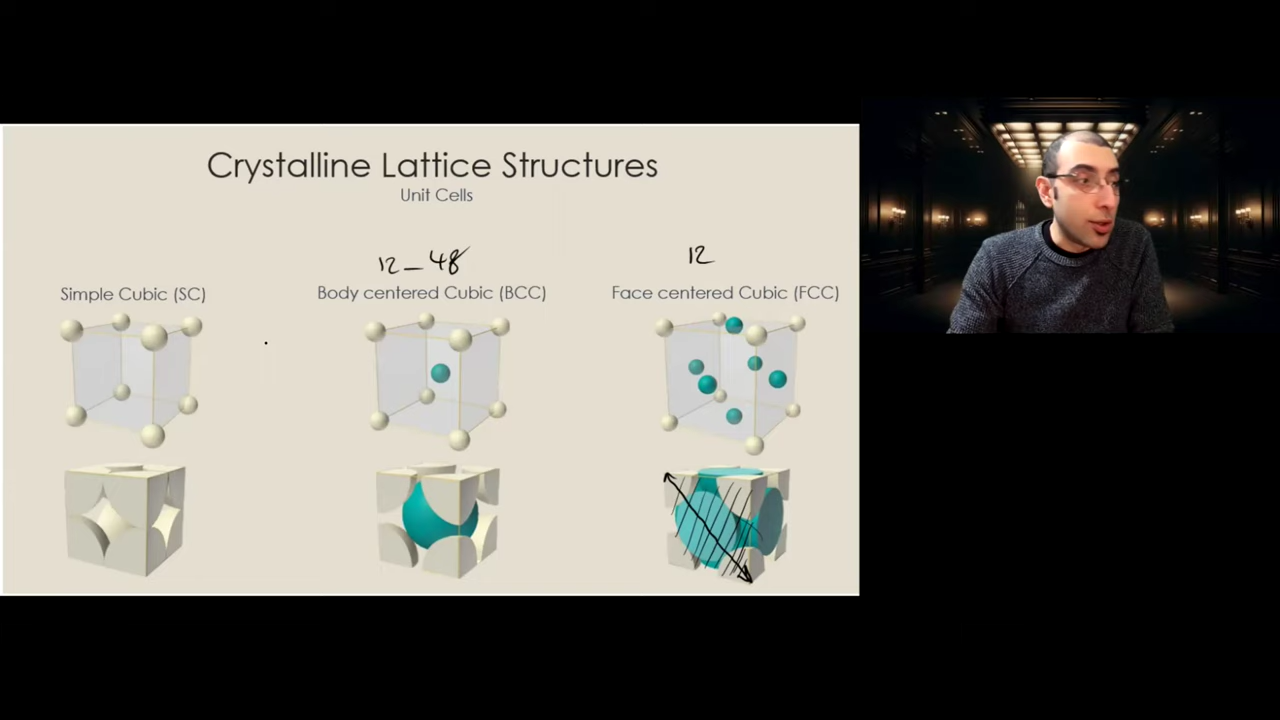 Crystalline Lattice Structures
Unit Cells
12 – 48
12
Simple Cubic (SC)
Body centered Cubic (BCC)
Face centered Cubic (FCC)